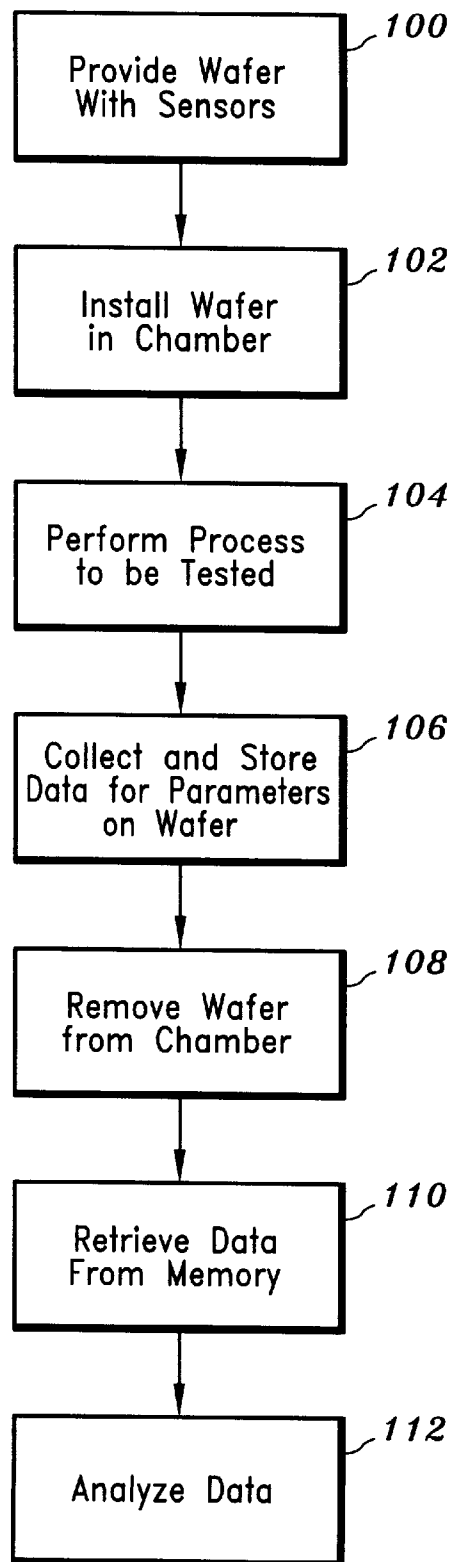 100
Provide Wafer
With Sensors
102
Install Wafer
in Chamber
104
Perform Process
to be Tested
106
Collect and Store
Data for Parameters
on Wafer
108
Remove Wafer
from Chamber
110
Retrieve Data
From Memory
112
Analyze Data